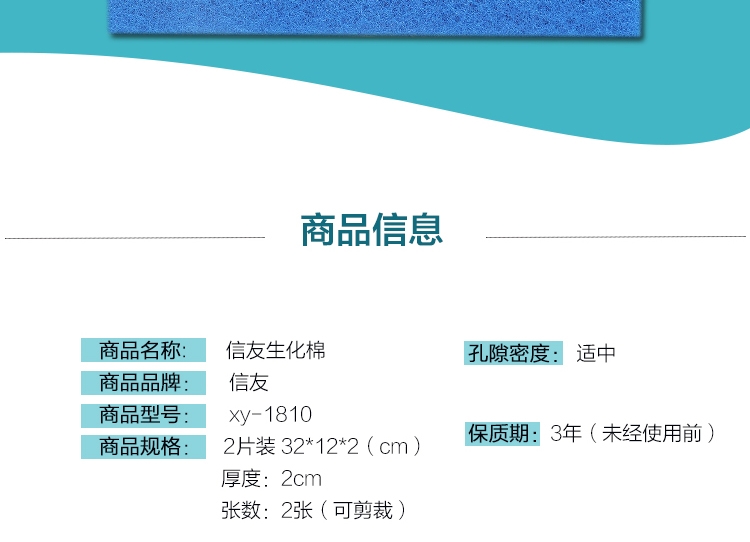 商品信息
商品名称: 信友生化棉
商品品牌: 信友
商品型号: xy-1810
商品规格: 2片装 32*12*2（cm）
厚度: 2cm
张数: 2张（可剪裁）
孔隙密度: 适中
保质期: 3年（未经使用前）